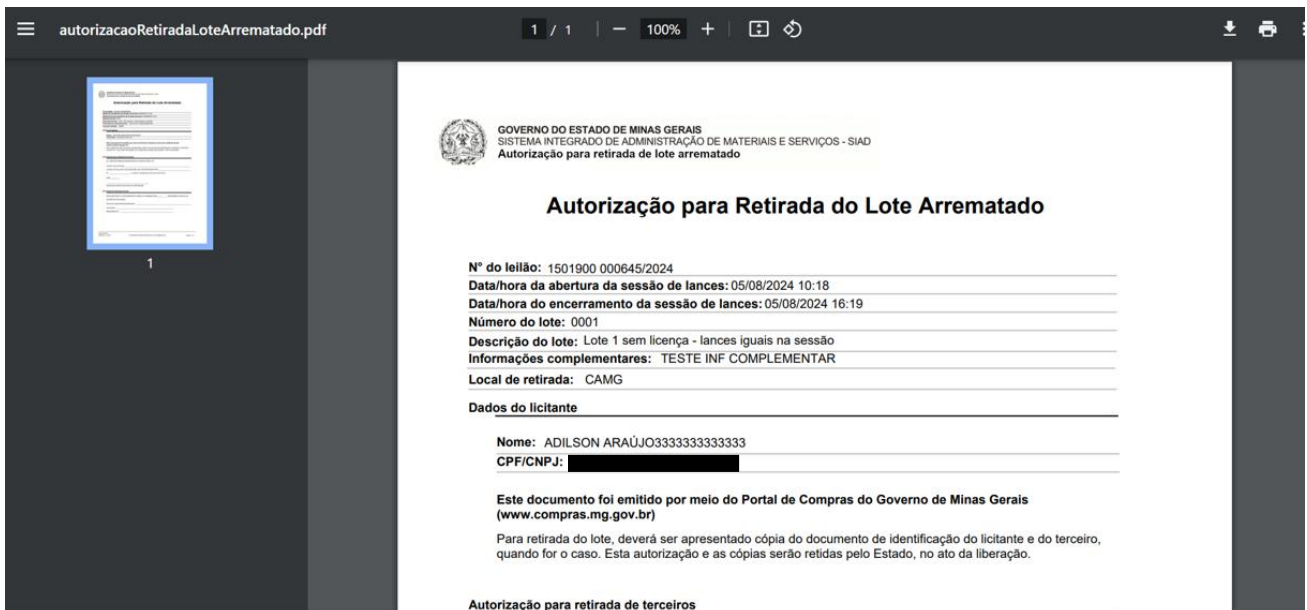 autorizacaoRetiradaLoteArrematado.pdf
1 / 1
100%
1
GOVERNO DO ESTADO DE MINAS GERAIS
SISTEMA INTEGRADO DE ADMINISTRAÇÃO DE MATERIAIS E SERVIÇOS - SIAD
Autorização para retirada de lote arrematado
Autorização para Retirada do Lote Arrematado
N° do leilão: 1501900 000645/2024
Data/hora da abertura da sessão de lances: 05/08/2024 10:18
Data/hora do encerramento da sessão de lances: 05/08/2024 16:19
Número do lote: 0001
Descrição do lote: Lote 1 sem licença - lances iguais na sessão
Informações complementares: TESTE INF COMPLEMENTAR
Local de retirada: CAMG
Dados do licitante
Nome: ADILSON ARAÚJO3333333333333
CPF/CNPJ:
Este documento foi emitido por meio do Portal de Compras do Governo de Minas Gerais
(www.compras.mg.gov.br)
Para retirada do lote, deverá ser apresentado cópia do documento de identificação do licitante e do terceiro,
quando for o caso. Esta autorização e as cópias serão retidas pelo Estado, no ato da liberação.
Autorização para retirada de terceiros